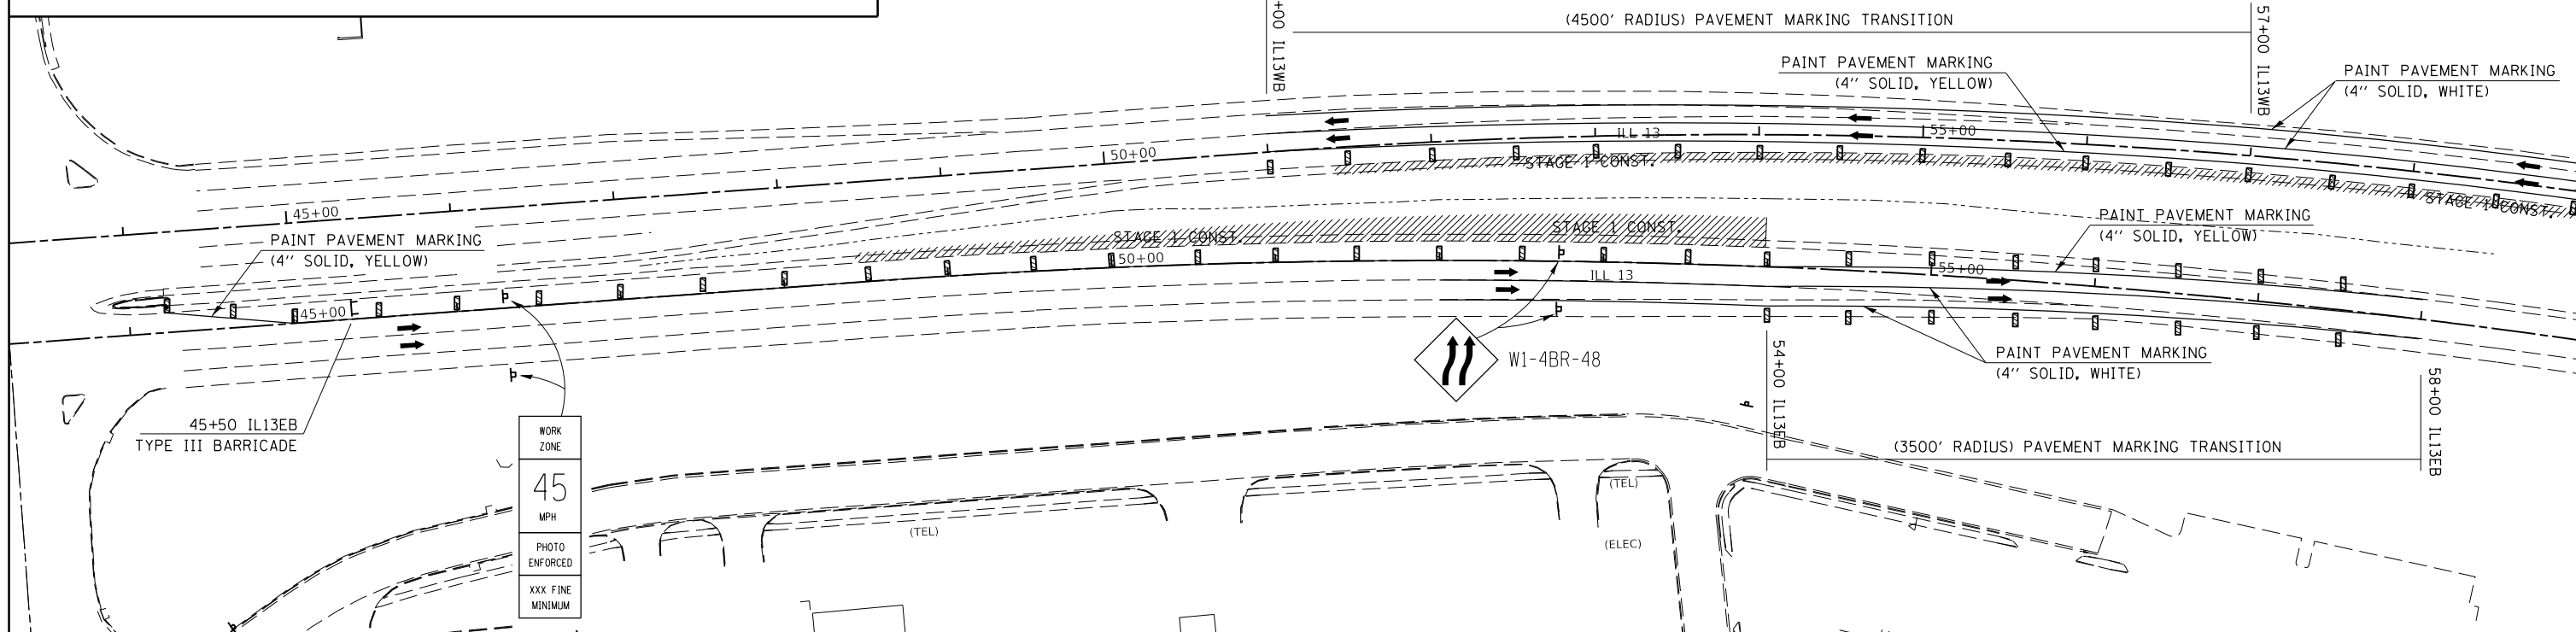 +00 IL13WB
(4500' RADIUS) PAVEMENT MARKING TRANSITION
57+00 IL13WB
PAINT PAVEMENT MARKING
(4'' SOLID, YELLOW)
PAINT PAVEMENT MARKING
(4'' SOLID, WHITE)
ILL 13
55+00
50+00
STAGE 1 CONST.
STAGE 1 CONST.
45+00
PAINT PAVEMENT MARKING
(4'' SOLID, YELLOW)
PAINT PAVEMENT MARKING
(4'' SOLID, YELLOW)
STAGE 1 CONST.
STAGE 1 CONST.
50+00
ILL 13
55+00
45+00
W1-4BR-48
PAINT PAVEMENT MARKING
(4'' SOLID, WHITE)
54+00 IL13EB
58+00 IL13EB
45+50 IL13EB
TYPE III BARRICADE
(3500' RADIUS) PAVEMENT MARKING TRANSITION
WORK
ZONE
45
MPH
PHOTO
ENFORCED
XXX FINE
MINIMUM
(TEL)
(TEL)
(ELEC)